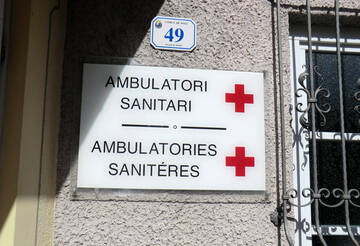 49
AMBULATORI
SANITARI
AMBULATORIES
SANITÉRES